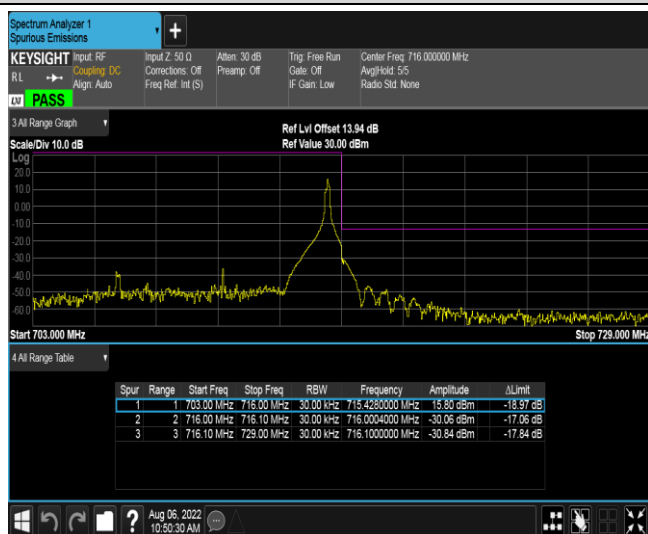 Spectrum Analyzer 1
Spurious Emissions
+
KEYSIGHT Input: RF Input Z: 50 Ω Atten: 30 dB Trig: Free Run Center Freq: 716.000000 MHz
RL Coupling: DC Corrections: Off Preamp: Off Gate: Off Avg|Hold: 5/5
Align: Auto Freq Ref: Int (S) IF Gain: Low Radio Std: None
LXI PASS
3 All Range Graph
Ref Lvl Offset 13.94 dB
Scale/Div 10.0 dB Ref Value 30.00 dBm
Log
20.0
10.0
0.00
-10.0
-20.0
-30.0
-40.0
-50.0
-60.0
Start 703.000 MHz Stop 729.000 MHz
4 All Range Table
Spur Range Start Freq Stop Freq RBW Frequency Amplitude ΔLimit
1 1 703.00 MHz 716.00 MHz 30.00 kHz 715.4280000 MHz 15.80 dBm -18.97 dB
2 2 716.00 MHz 716.10 MHz 30.00 kHz 716.0004000 MHz -30.06 dBm -17.06 dB
3 3 716.10 MHz 729.00 MHz 30.00 kHz 716.1000000 MHz -30.84 dBm -17.84 dB
? Aug 06, 2022
10:50:30 AM